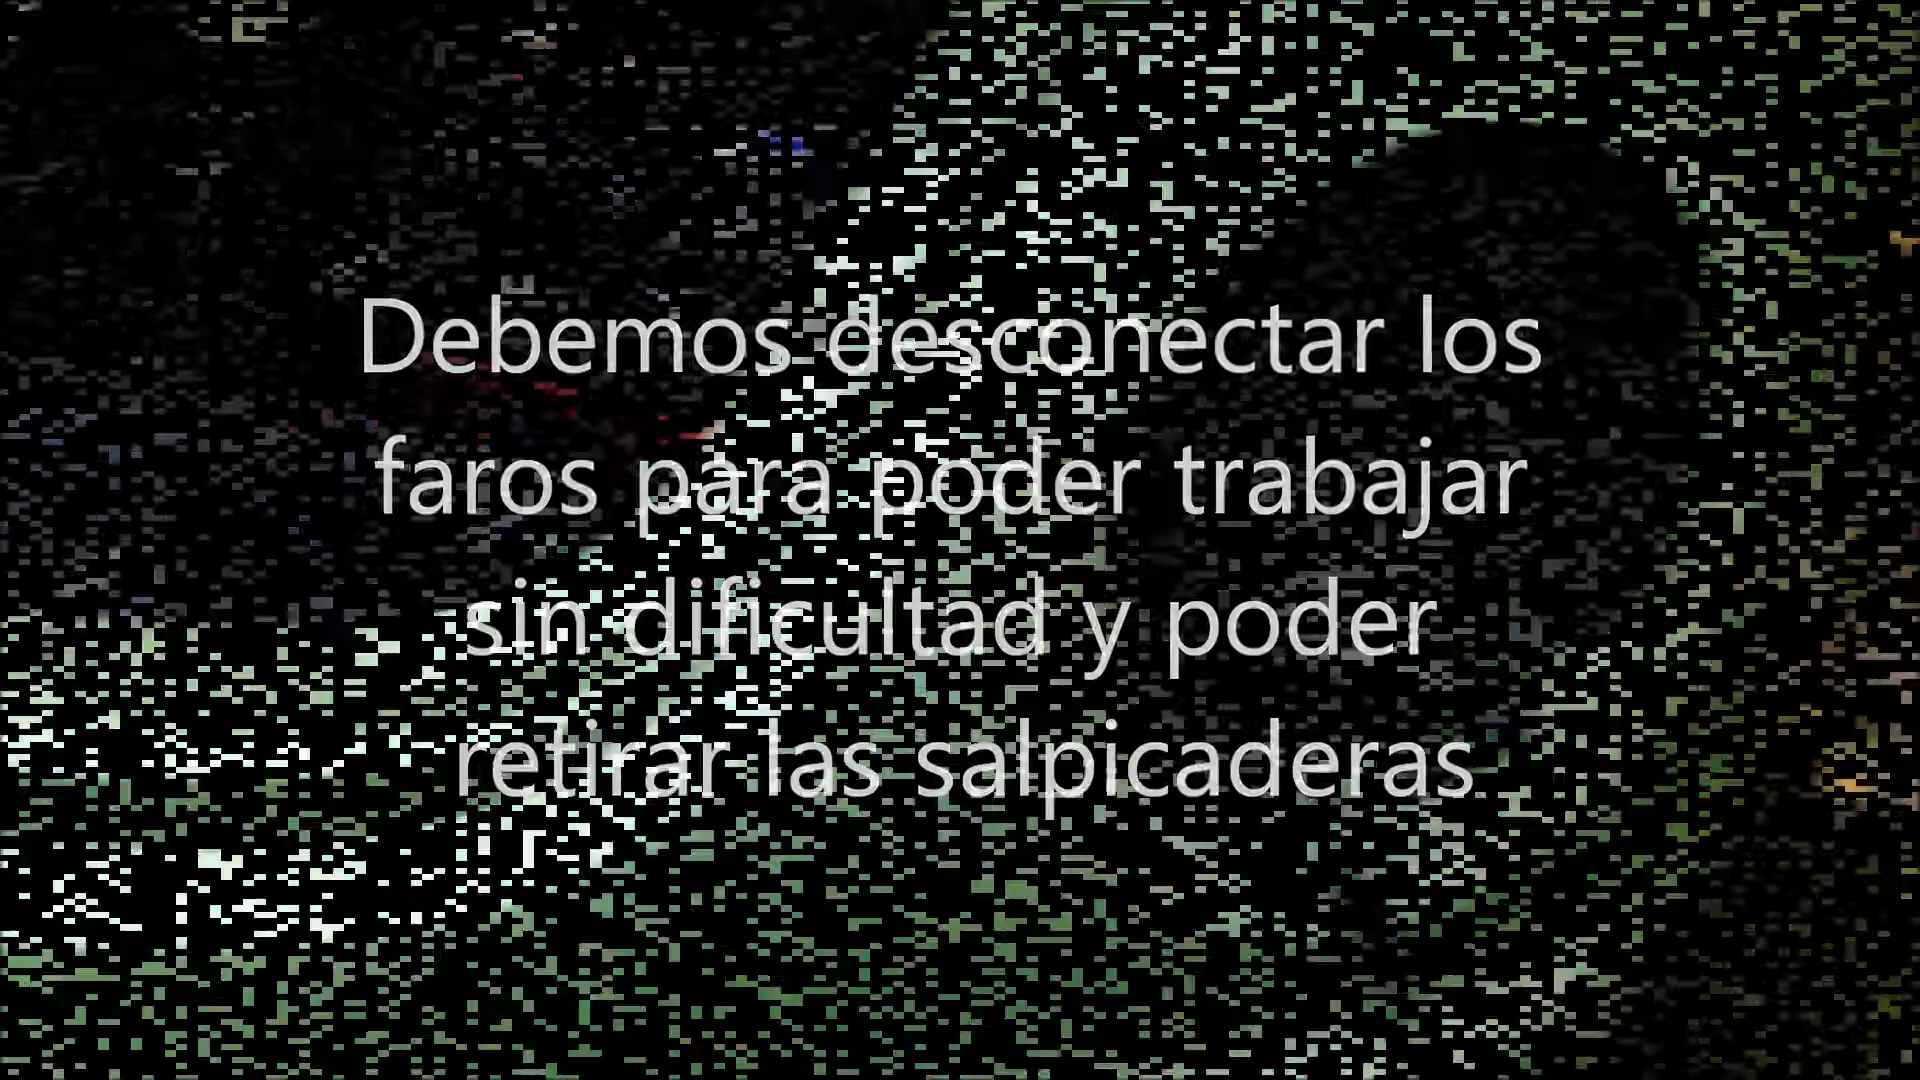 Debemos desconectar los
faros para poder trabajar
sin dificultad y poder
retirar las salpicaderas